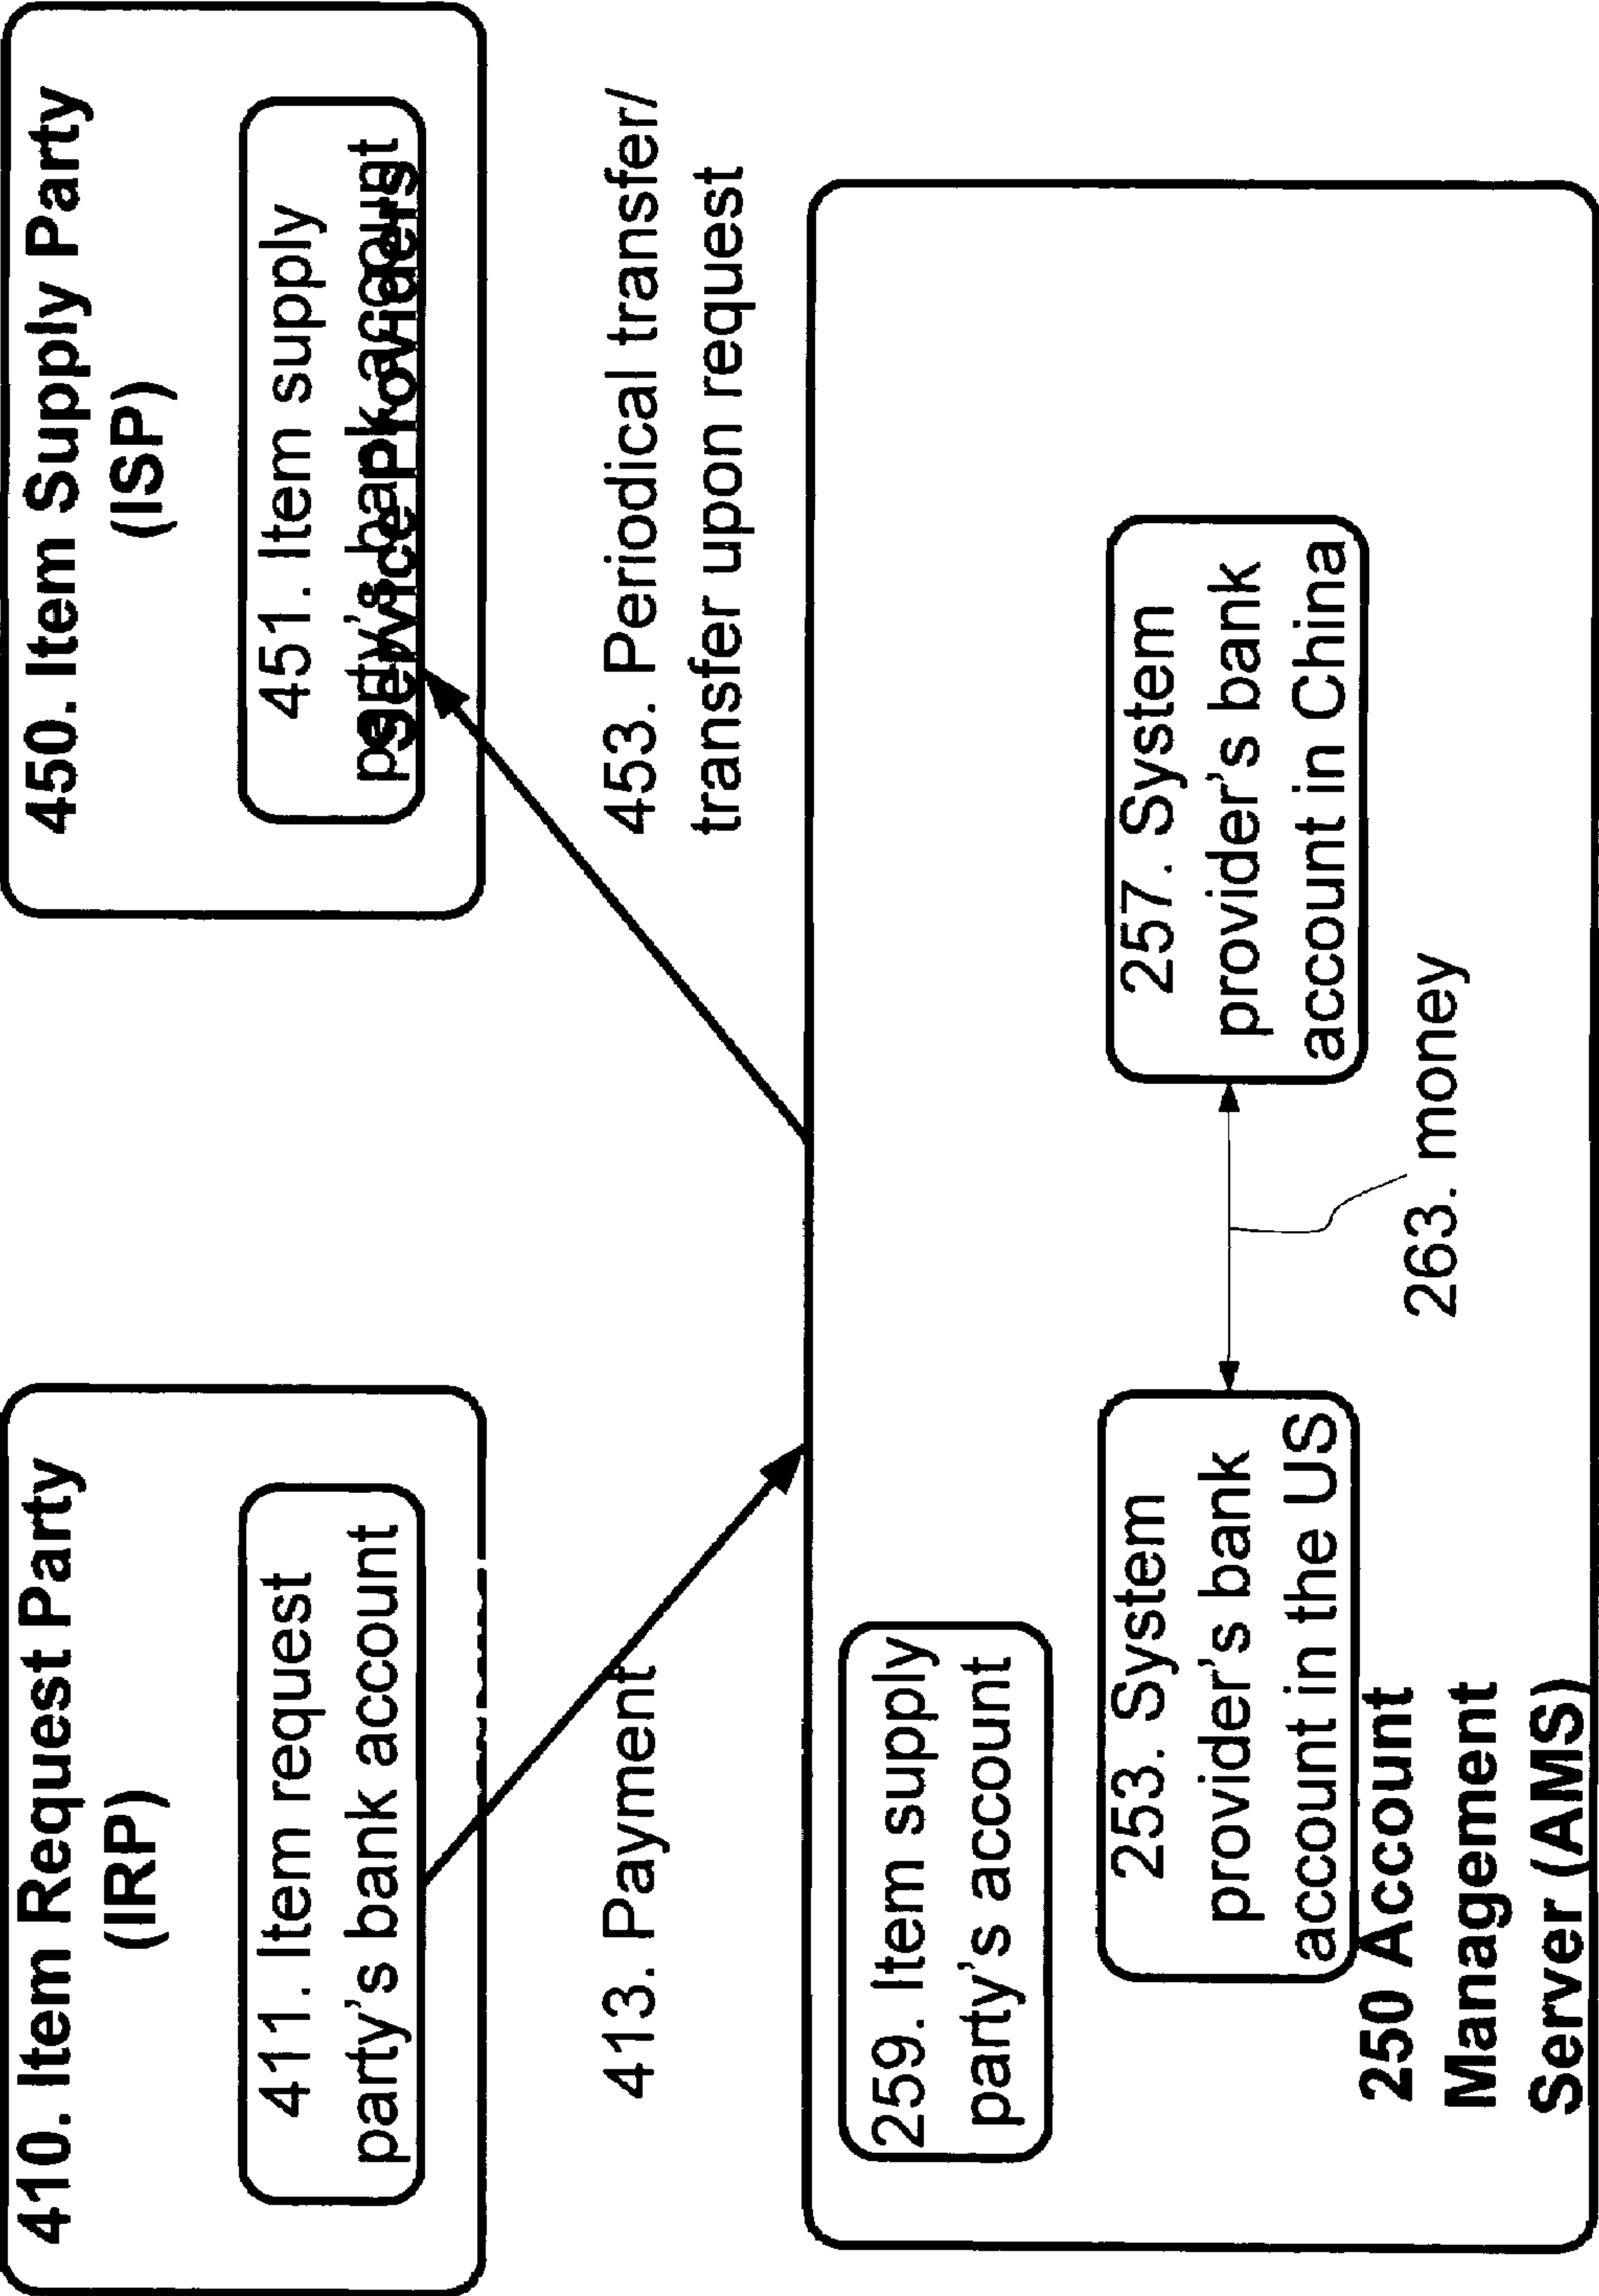 410. Item Request Party
(IRP)
411. Item request
party's bank account
450. Item Supply Party
(ISP)
451. Item supply
party's bank account
Service Providers
413. Payment
453. Periodical transfer/
transfer upon request
259. Item supply
party's account
253. System
provider's bank
account in the US
257. System
provider's bank
account in China
263. money
250 Account
Management
Server (AMS)